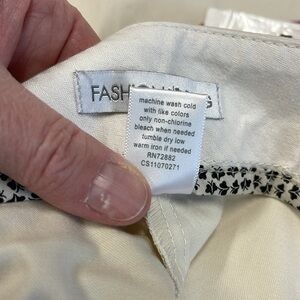 FASH
machine wash cold
with like colors
only non-chlorine
bleach when needed
tumble dry low
warm iron if needed
RN72882
CS11070271